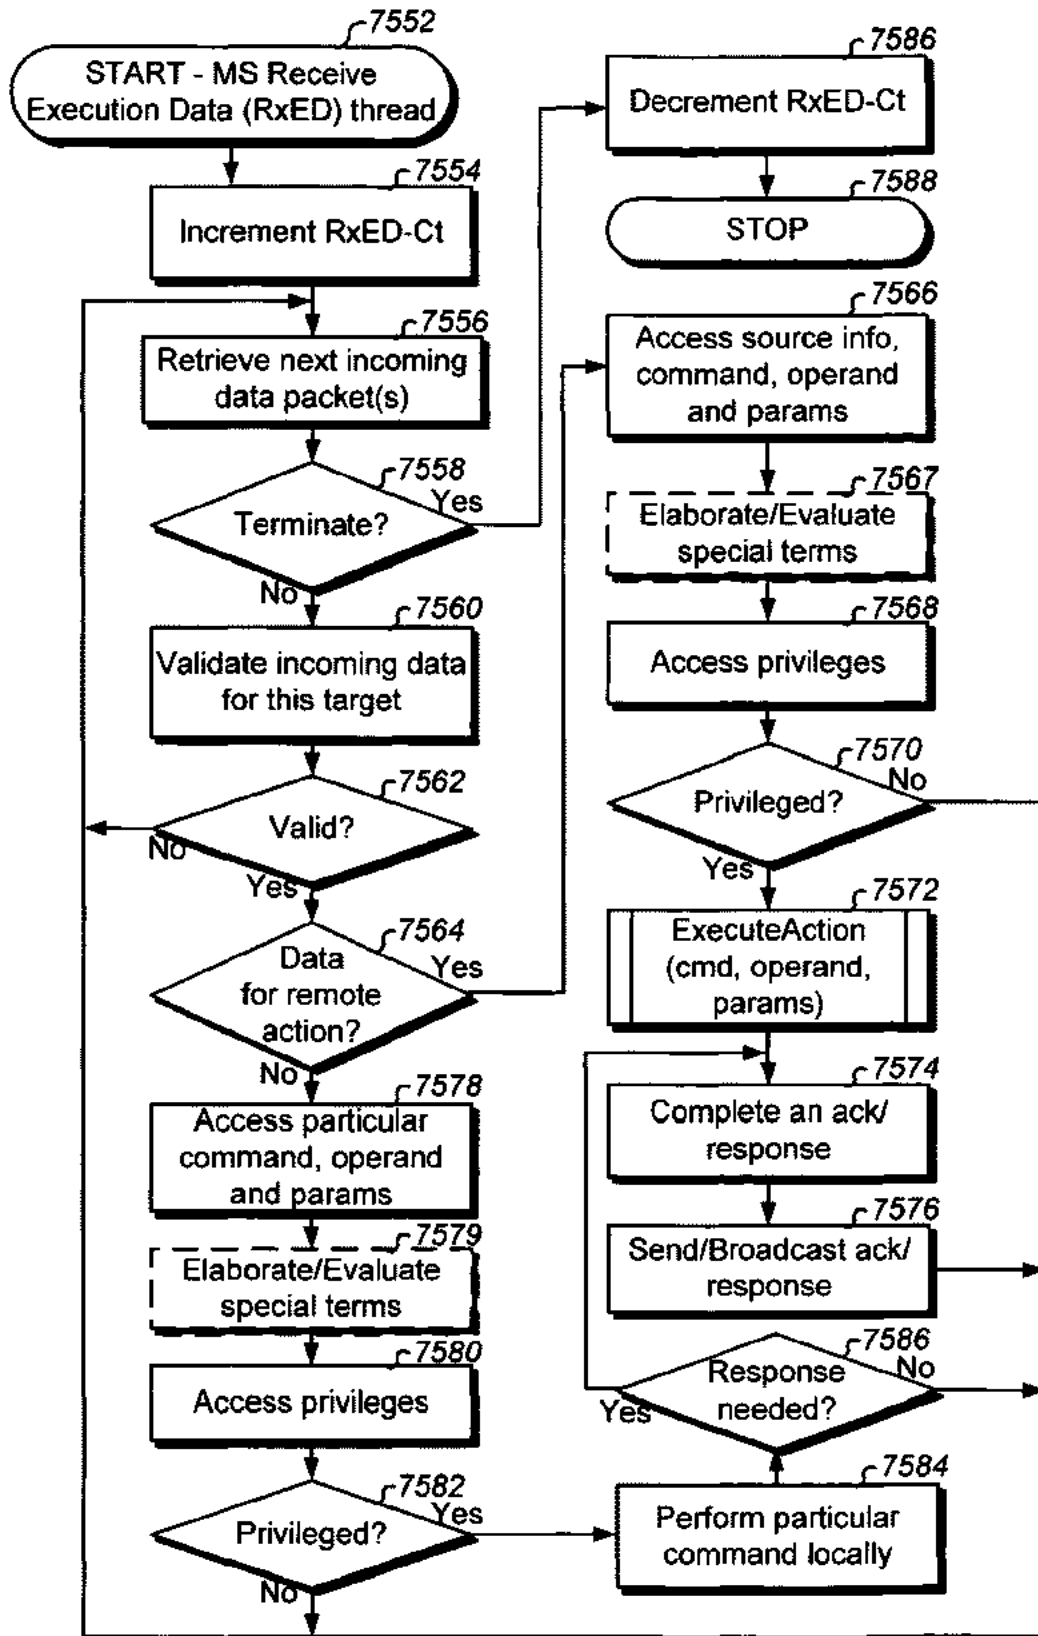 7552
START - MS Receive
Execution Data (RxED) thread
7554
Increment RxED-Ct
7556
Retrieve next incoming
data packet(s)
7558
Terminate?
Yes
No
7560
Validate incoming data
for this target
7562
Valid?
No
Yes
7564
Data
for remote
action?
Yes
No
7578
Access particular
command, operand
and params
7579
Elaborate/Evaluate
special terms
7580
Access privileges
7582
Privileged?
Yes
No
7586
Decrement RxED-Ct
7588
STOP
7566
Access source info,
command, operand
and params
7567
Elaborate/Evaluate
special terms
7568
Access privileges
7570
Privileged?
No
Yes
7572
ExecuteAction
(cmd, operand,
params)
7574
Complete an ack/
response
7576
Send/Broadcast ack/
response
7586
Response
needed?
No
Yes
7584
Perform particular
command locally